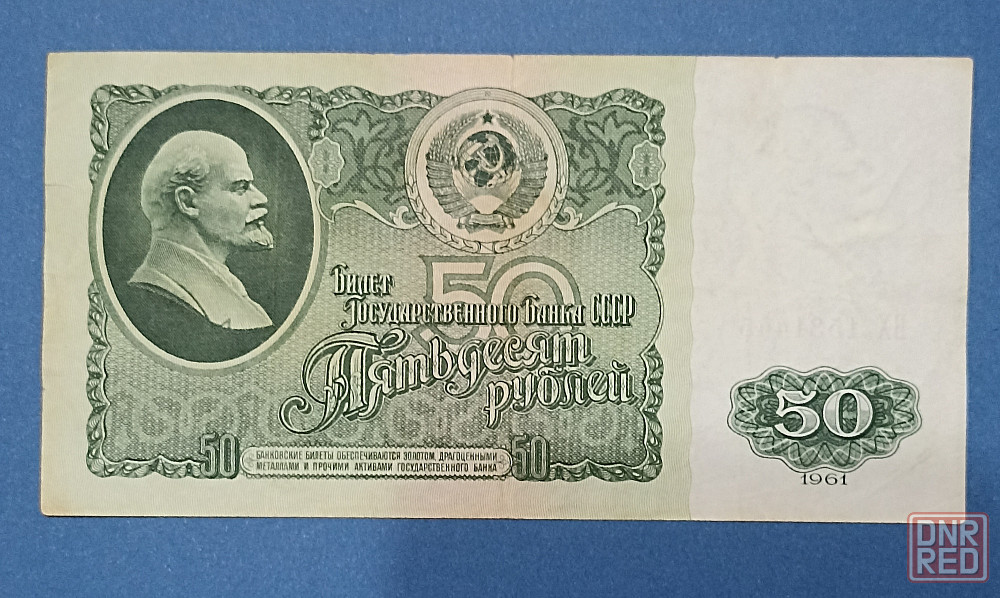 Билет
Государственного Банка СССР
50
Пятьдесят
рублей
50
БАНКОВСКИЕ БИЛЕТЫ ОБЕСПЕЧИВАЮТСЯ ЗОЛОТОМ, ДРАГОЦЕННЫМИ
МЕТАЛЛАМИ И ПРОЧИМИ АКТИВАМИ ГОСУДАРСТВЕННОГО БАНКА
50
50
1961
DNR
RED